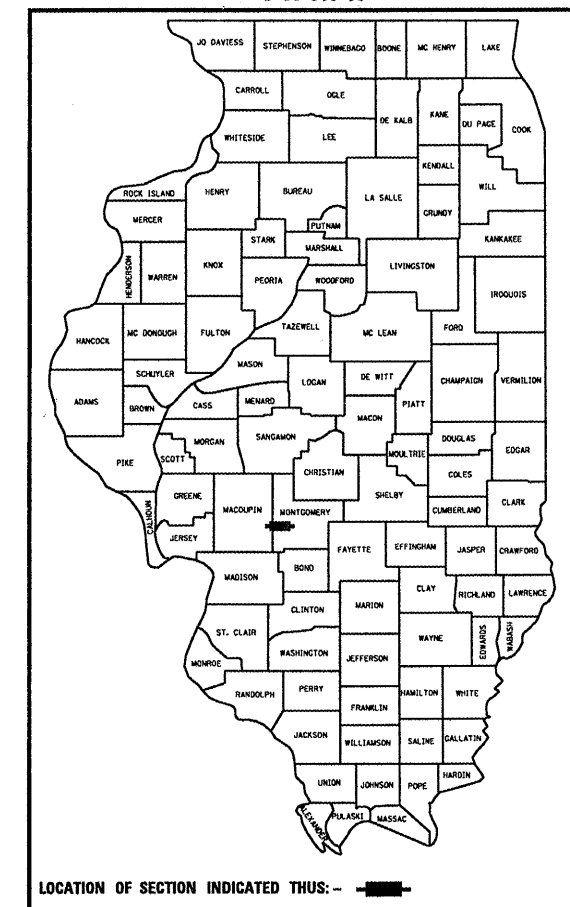 JO DAVIESS STEPHENSON WINNEBAGO BOONE MC HENRY LAKE
CARROLL OGLE DE KALB KANE DU PAGE COOK
WHITESIDE LEE KENDALL WILL
ROCK ISLAND HENRY BUREAU LA SALLE GRUNDY
MERCER PUTNAM KANKAKEE
HENDERSON WARREN KNOX STARK MARSHALL LIVINGSTON
PEORIA WOODFORD IROQUOIS
HANCOCK MC DONOUGH FULTON TAZEWELL MC LEAN FORD
SCHUYLER MASON LOGAN DE WITT CHAMPAIGN VERMILION
ADAMS BROWN CASS MENARD MACON PIATT
PIKE SCOTT MORGAN SANGAMON MOULTRIE DOUGLAS EDGAR
CHRISTIAN COLES
CALHOUN GREENE MACOUPIN MONTGOMERY SHELBY CUMBERLAND CLARK
JERSEY FAYETTE EFFINGHAM JASPER CRAWFORD
MADISON BOND
CLINTON MARION CLAY RICHLAND LAWRENCE
ST. CLAIR WAYNE EDWARDS WABASH
MONROE WASHINGTON JEFFERSON
RANDOLPH PERRY HAMILTON WHITE
FRANKLIN
JACKSON WILLIAMSON SALINE GALLATIN
UNION JOHNSON POPE HARDIN
ALEXANDER PULASKI MASSAC
LOCATION OF SECTION INDICATED THUS: -